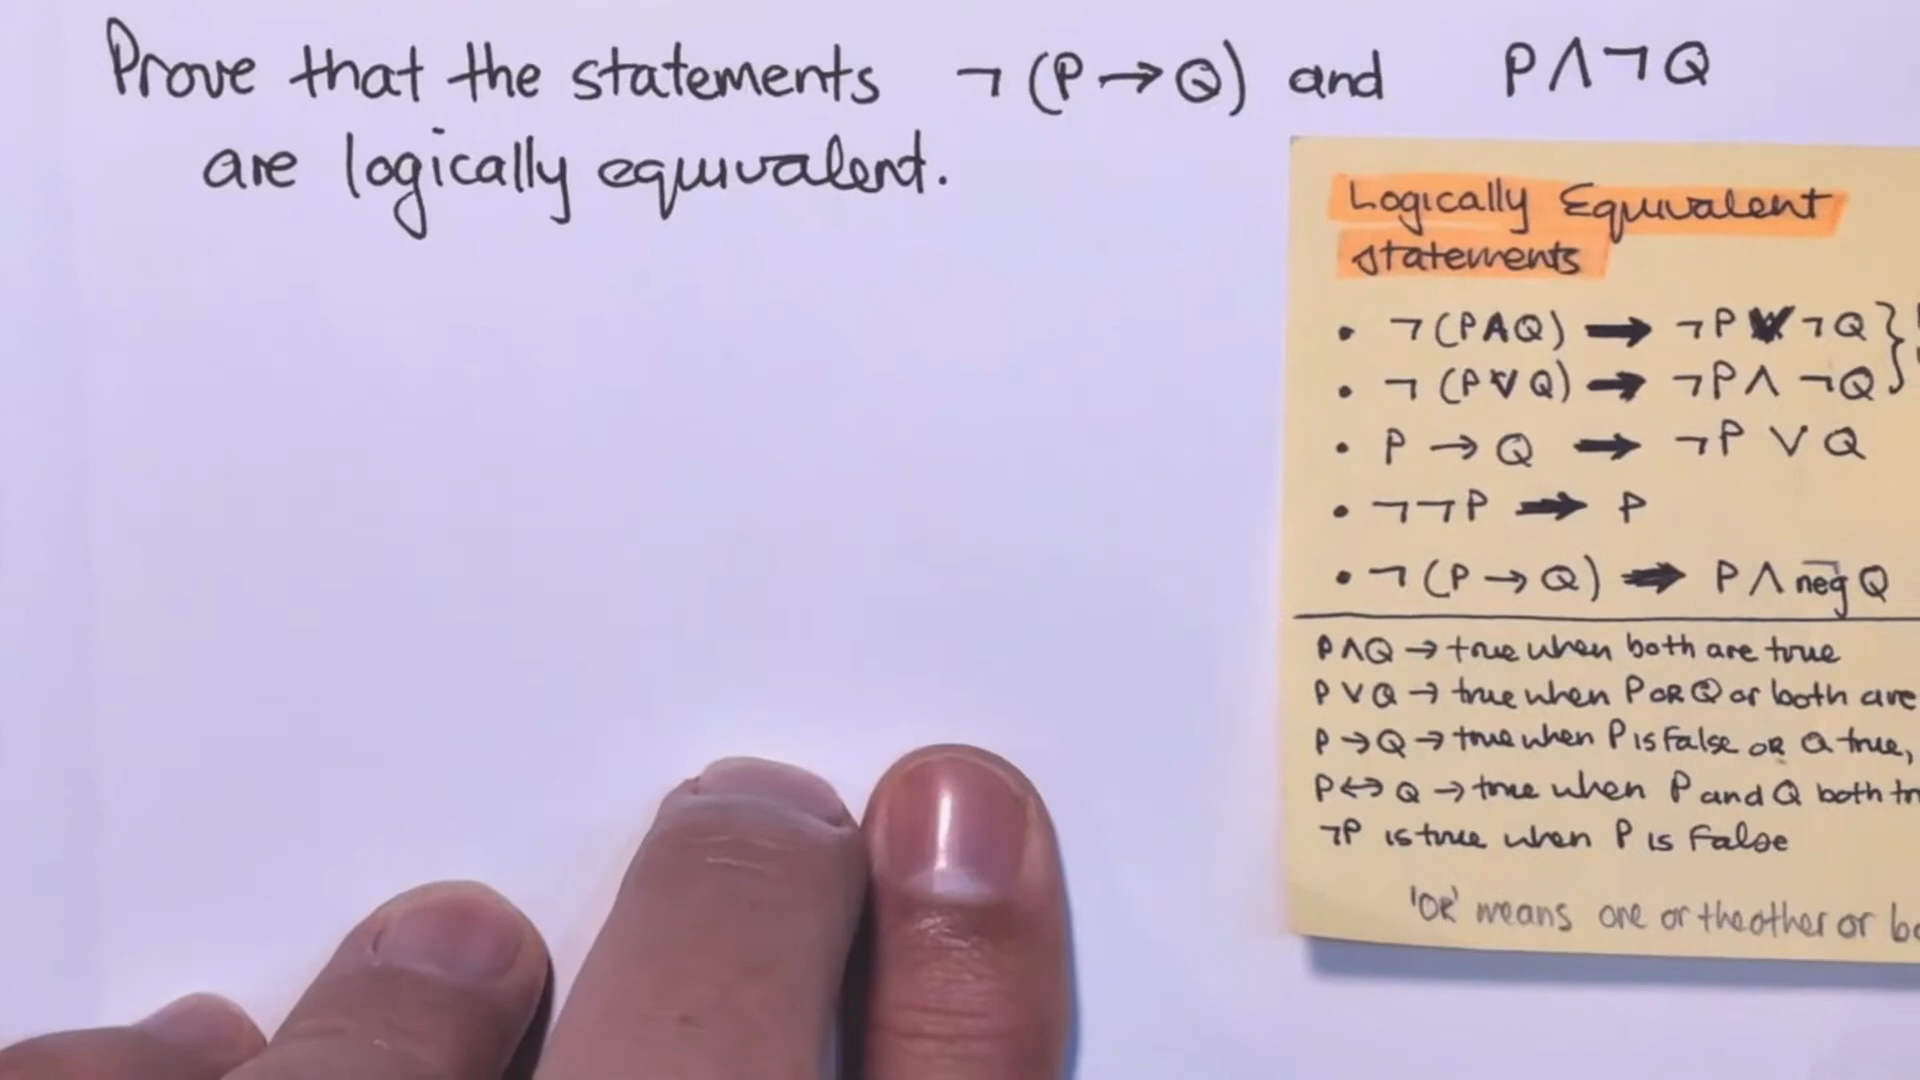 Prove that the statements ¬(P→Q) and P∧¬Q
are logically equivalent.
Logically Equivalent
statements
• ¬(P∧Q) → ¬P∨¬Q}
• ¬(P∨Q) → ¬P∧¬Q
• P→Q → ¬P∨Q
• ¬¬P → P
• ¬(P→Q) → P∧neg Q
P∧Q → true when both are true
P∨Q → true when P OR Q or both are
P→Q → true when P is False OR Q true,
P↔Q → true when P and Q both
¬P is true when P is False
'OR' means one or the other or